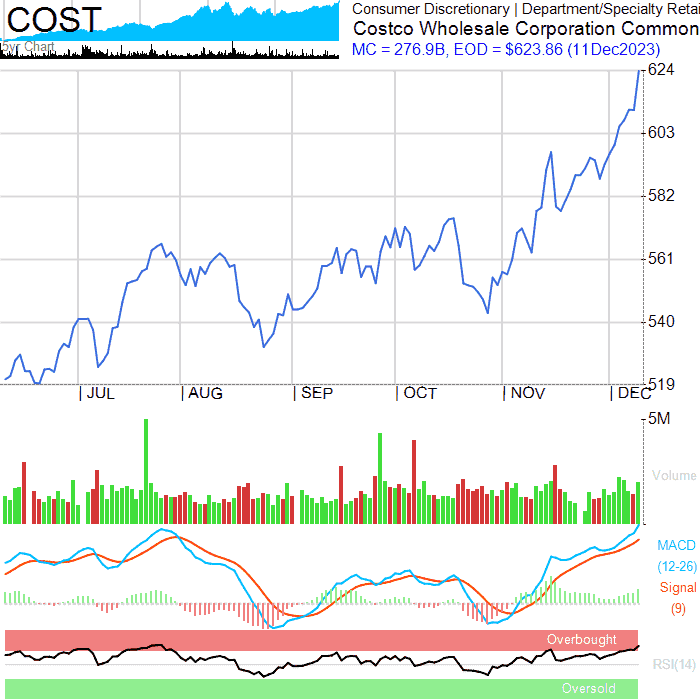 COST
5yr Chart
Consumer Discretionary | Department/Specialty Retai
Costco Wholesale Corporation Common
MC = 276.9B, EOD = $623.86 (11Dec2023)
624
603
582
561
540
519
| JUL | AUG | SEP | OCT | NOV | DEC
5M
Volume
MACD
(12-26)
Signal
(9)
Overbought
RSI(14)
Oversold